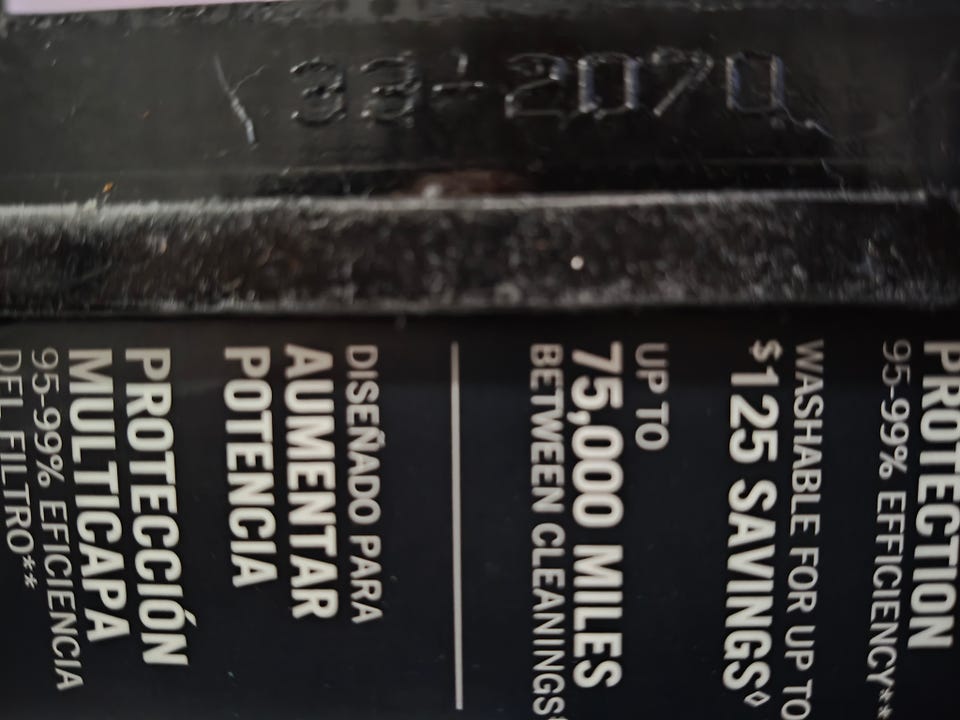 33-2070
PROTECTION
95-99% EFFICIENCY**
WASHABLE FOR UP TO
$125 SAVINGS◊
UP TO
75,000 MILES
BETWEEN CLEANINGS
DISEÑADO PARA
AUMENTAR
POTENCIA
PROTECCIÓN
MULTICAPA
95-99% EFICIENCIA
DEL FILTRO**